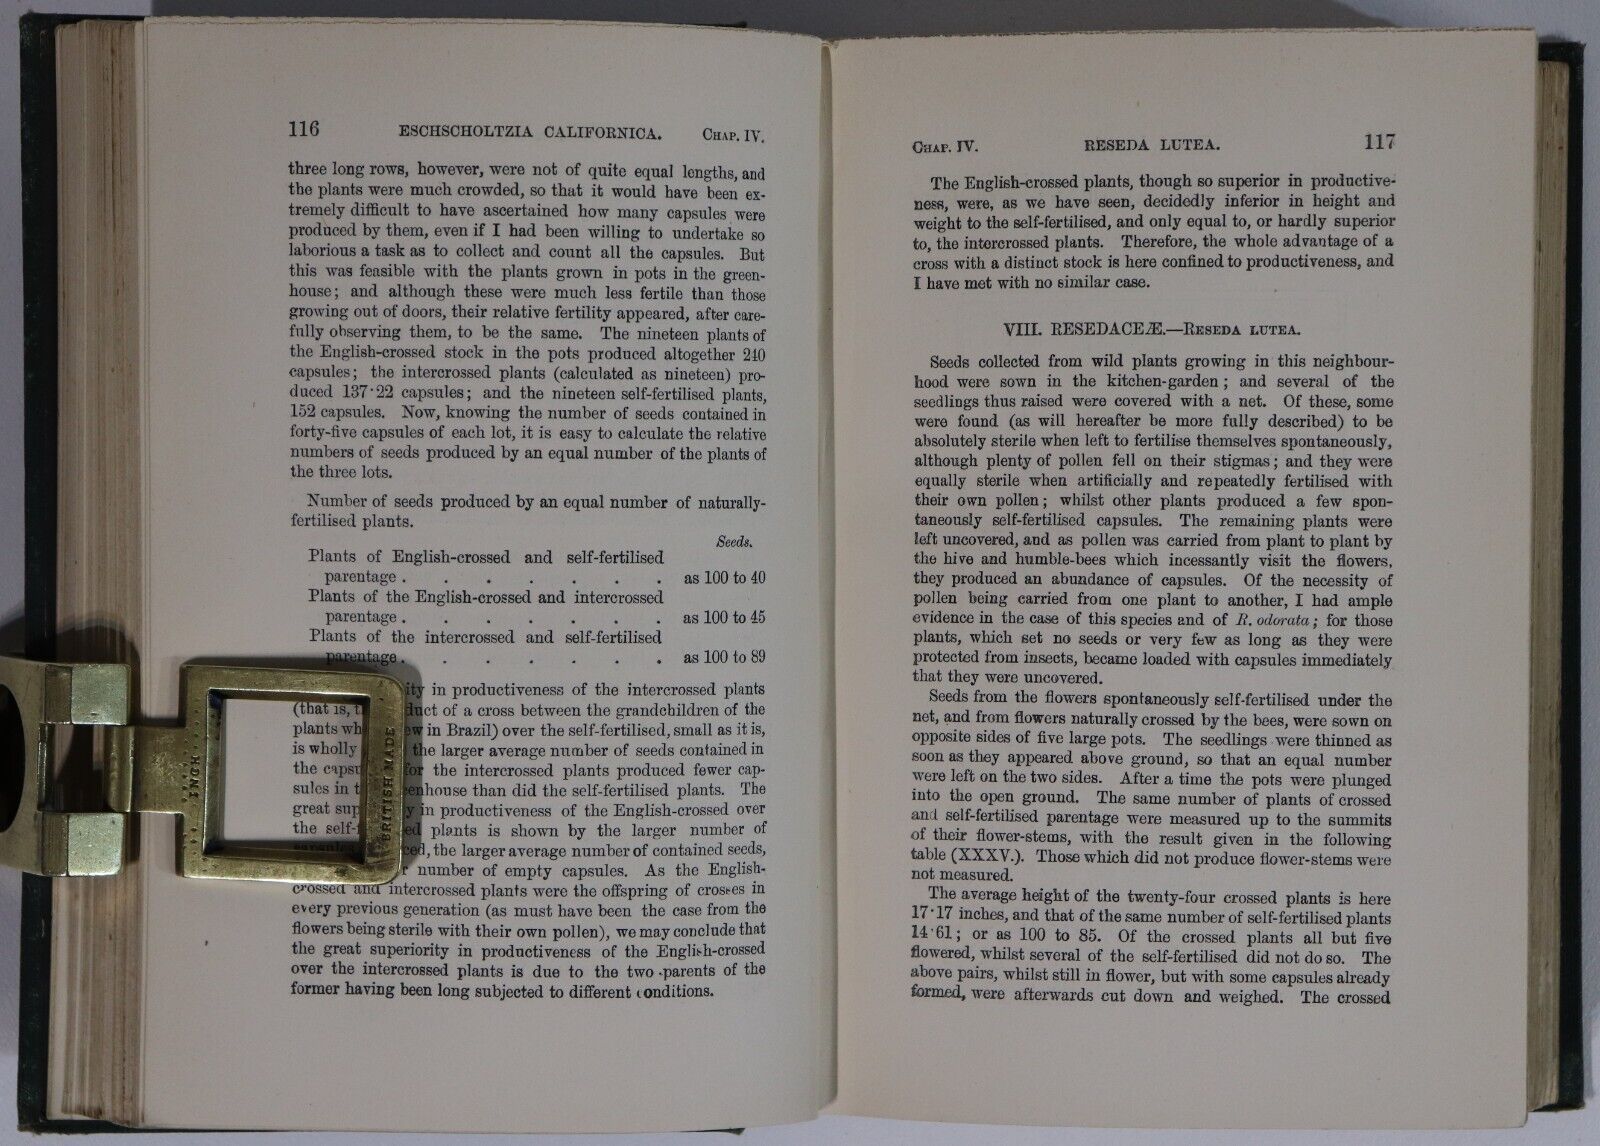 116 ESCHSCHOLTZIA CALIFORNICA. CHAP. IV.
three long rows, however, were not of quite equal lengths, and
the plants were much crowded, so that it would have been ex-
tremely difficult to have ascertained how many capsules were
produced by them, even if I had been willing to undertake so
laborious a task as to collect and count all the capsules. But
this was feasible with the plants grown in pots in the green-
house; and although these were much less fertile than those
growing out of doors, their relative fertility appeared, after care-
fully observing them, to be the same. The nineteen plants of
the English-crossed stock in the pots produced altogether 240
capsules; the intercrossed plants (calculated as nineteen) pro-
duced 137·22 capsules; and the nineteen self-fertilised plants,
152 capsules. Now, knowing the number of seeds contained in
forty-five capsules of each lot, it is easy to calculate the relative
numbers of seeds produced by an equal number of the plants of
the three lots.
Number of seeds produced by an equal number of naturally-
fertilised plants.
Seeds.
Plants of English-crossed and self-fertilised
parentage . . . . . . . as 100 to 40
Plants of the English-crossed and intercrossed
parentage . . . . . . . as 100 to 45
Plants of the intercrossed and self-fertilised
parentage . . . . . . . as 100 to 89
ity in productiveness of the intercrossed plants
(that is, t uct of a cross between the grandchildren of the
plants wh w in Brazil) over the self-fertilised, small as it is,
is wholly the larger average number of seeds contained in
the capsu for the intercrossed plants produced fewer cap-
sules in t enhouse than did the self-fertilised plants. The
great sup y in productiveness of the English-crossed over
the self-f ed plants is shown by the larger number of
capsules ced, the larger average number of contained seeds,
r number of empty capsules. As the English-
crossed and intercrossed plants were the offspring of crosses in
every previous generation (as must have been the case from the
flowers being sterile with their own pollen), we may conclude that
the great superiority in productiveness of the English-crossed
over the intercrossed plants is due to the two parents of the
former having been long subjected to different conditions.
INCH
BRITISH MADE
CHAP. IV. RESEDA LUTEA. 117
The English-crossed plants, though so superior in productive-
ness, were, as we have seen, decidedly inferior in height and
weight to the self-fertilised, and only equal to, or hardly superior
to, the intercrossed plants. Therefore, the whole advantage of a
cross with a distinct stock is here confined to productiveness, and
I have met with no similar case.
VIII. RESEDACEÆ.—RESEDA LUTEA.
Seeds collected from wild plants growing in this neighbour-
hood were sown in the kitchen-garden; and several of the
seedlings thus raised were covered with a net. Of these, some
were found (as will hereafter be more fully described) to be
absolutely sterile when left to fertilise themselves spontaneously,
although plenty of pollen fell on their stigmas; and they were
equally sterile when artificially and repeatedly fertilised with
their own pollen; whilst other plants produced a few spon-
taneously self-fertilised capsules. The remaining plants were
left uncovered, and as pollen was carried from plant to plant by
the hive and humble-bees which incessantly visit the flowers,
they produced an abundance of capsules. Of the necessity of
pollen being carried from one plant to another, I had ample
evidence in the case of this species and of R. odorata; for those
plants, which set no seeds or very few as long as they were
protected from insects, became loaded with capsules immediately
that they were uncovered.
Seeds from the flowers spontaneously self-fertilised under the
net, and from flowers naturally crossed by the bees, were sown on
opposite sides of five large pots. The seedlings were thinned as
soon as they appeared above ground, so that an equal number
were left on the two sides. After a time the pots were plunged
into the open ground. The same number of plants of crossed
and self-fertilised parentage were measured up to the summits
of their flower-stems, with the result given in the following
table (XXXV.). Those which did not produce flower-stems were
not measured.
The average height of the twenty-four crossed plants is here
17·17 inches, and that of the same number of self-fertilised plants
14·61; or as 100 to 85. Of the crossed plants all but five
flowered, whilst several of the self-fertilised did not do so. The
above pairs, whilst still in flower, but with some capsules already
formed, were afterwards cut down and weighed. The crossed